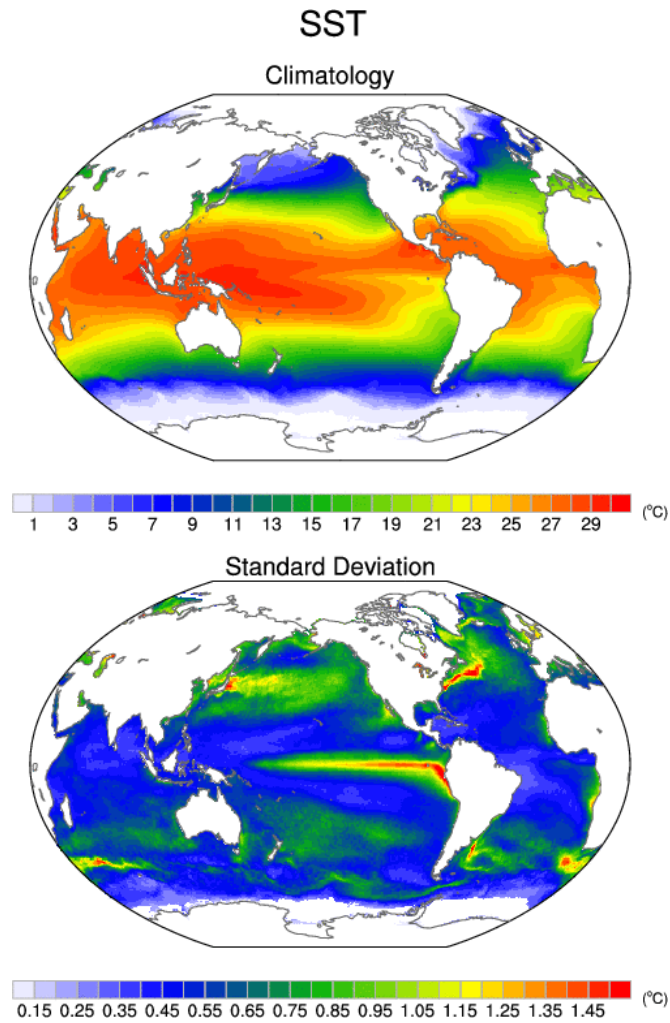 SST
Climatology
1 3 5 7 9 11 13 15 17 19 21 23 25 27 29 (°C)
Standard Deviation
0.15 0.25 0.35 0.45 0.55 0.65 0.75 0.85 0.95 1.05 1.15 1.25 1.35 1.45 (°C)